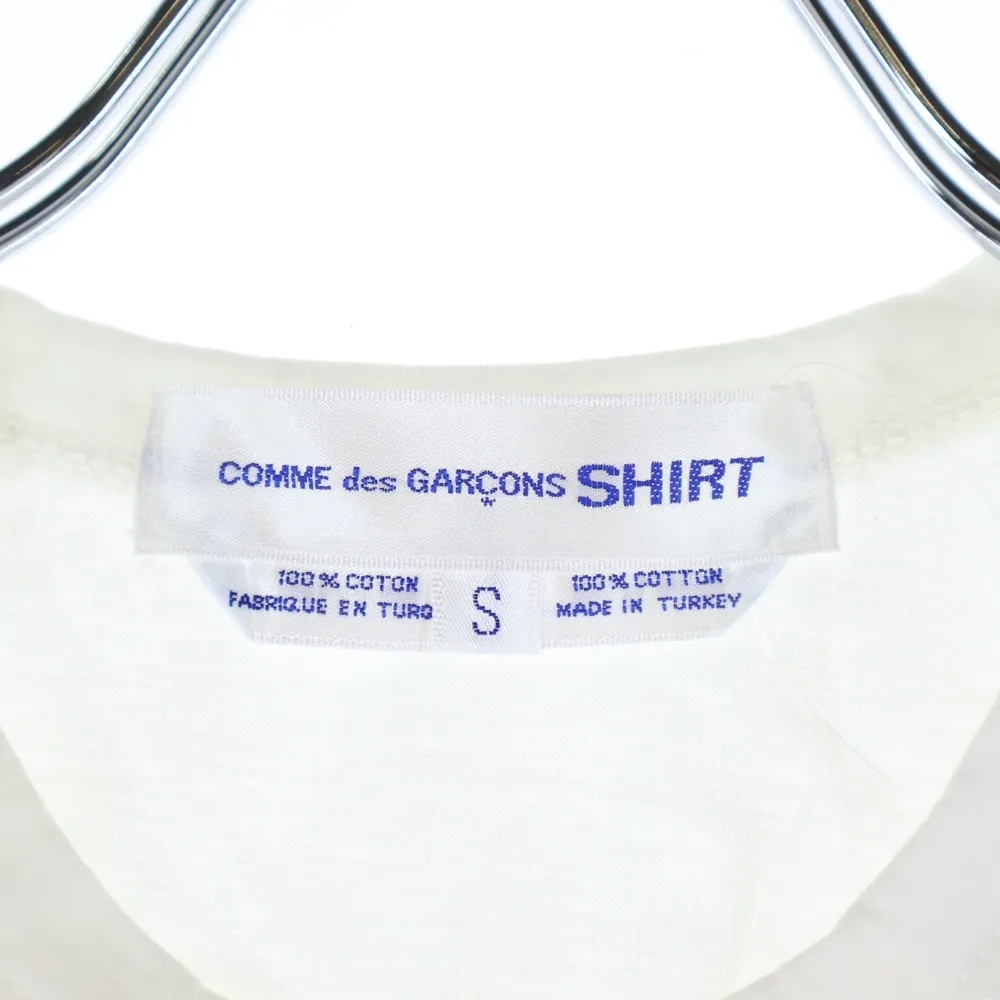 COMME des GARÇONS SHIRT
100% COTON
FABRIQUE EN TURQ
S
100% COTTON
MADE IN TURKEY